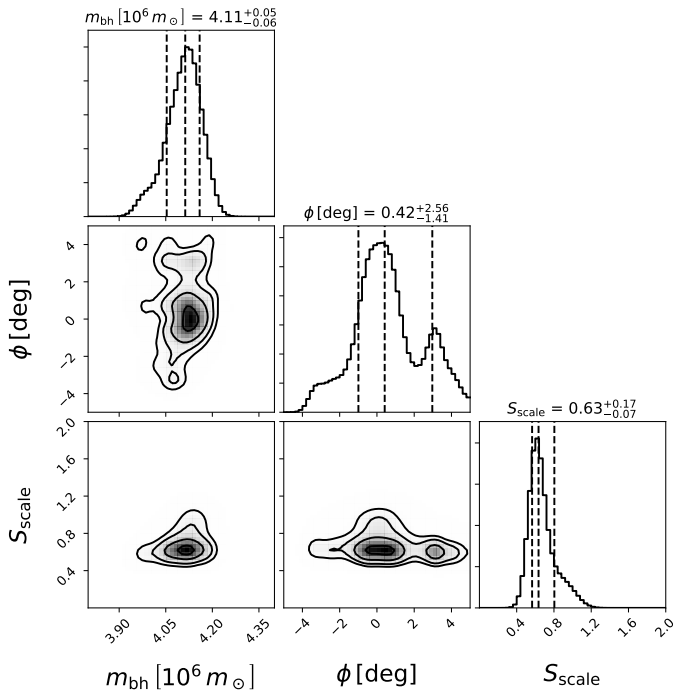 m_bh [10^6 m_⊙] = 4.11^{+0.05}_{-0.06}
ϕ [deg] = 0.42^{+2.56}_{-1.41}
4
2
0
−2
−4
ϕ [deg]
S_scale = 0.63^{+0.17}_{-0.07}
2.0
1.6
1.2
0.8
0.4
S_scale
3.90 4.05 4.20 4.35
−4 −2 0 2 4
0.4 0.8 1.2 1.6 2.0
m_bh [10^6 m_⊙]
ϕ [deg]
S_scale